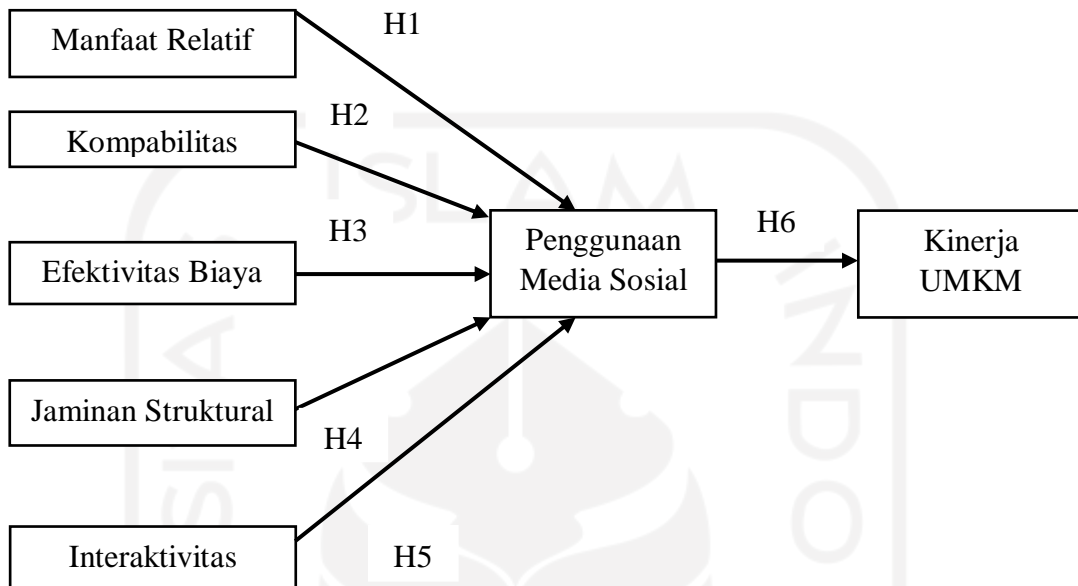 Manfaat Relatif
H1
Kompabilitas
H2
Efektivitas Biaya
H3
Jaminan Struktural
H4
Interaktivitas
H5
Penggunaan
Media Sosial
H6
Kinerja
UMKM
ISLAM